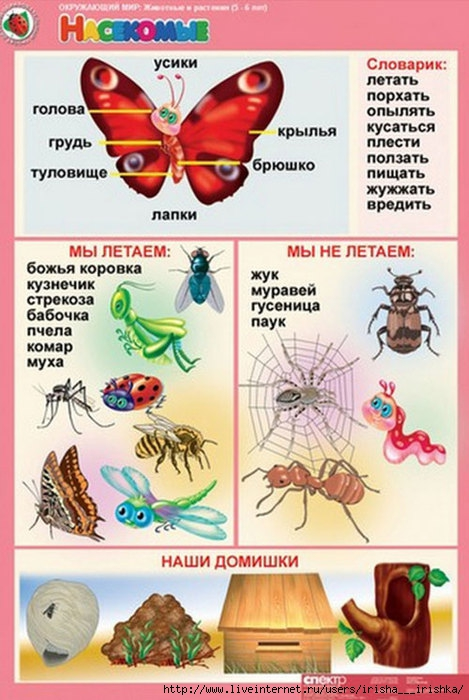 ОКРУЖАЮЩИЙ МИР: Животные и растения (5 - 6 лет)
НАСЕКОМЫЕ
усики
голова
крылья
грудь
брюшко
туловище
лапки
Словарик:
летать
порхать
опылять
кусаться
плести
ползать
пищать
жужжать
вредить
МЫ ЛЕТАЕМ:
божья коровка
кузнечик
стрекоза
бабочка
пчела
комар
муха
МЫ НЕ ЛЕТАЕМ:
жук
муравей
гусеница
паук
НАШИ ДОМИШКИ
спектр
http://www.liveinternet.ru/users/irisha__irishka/